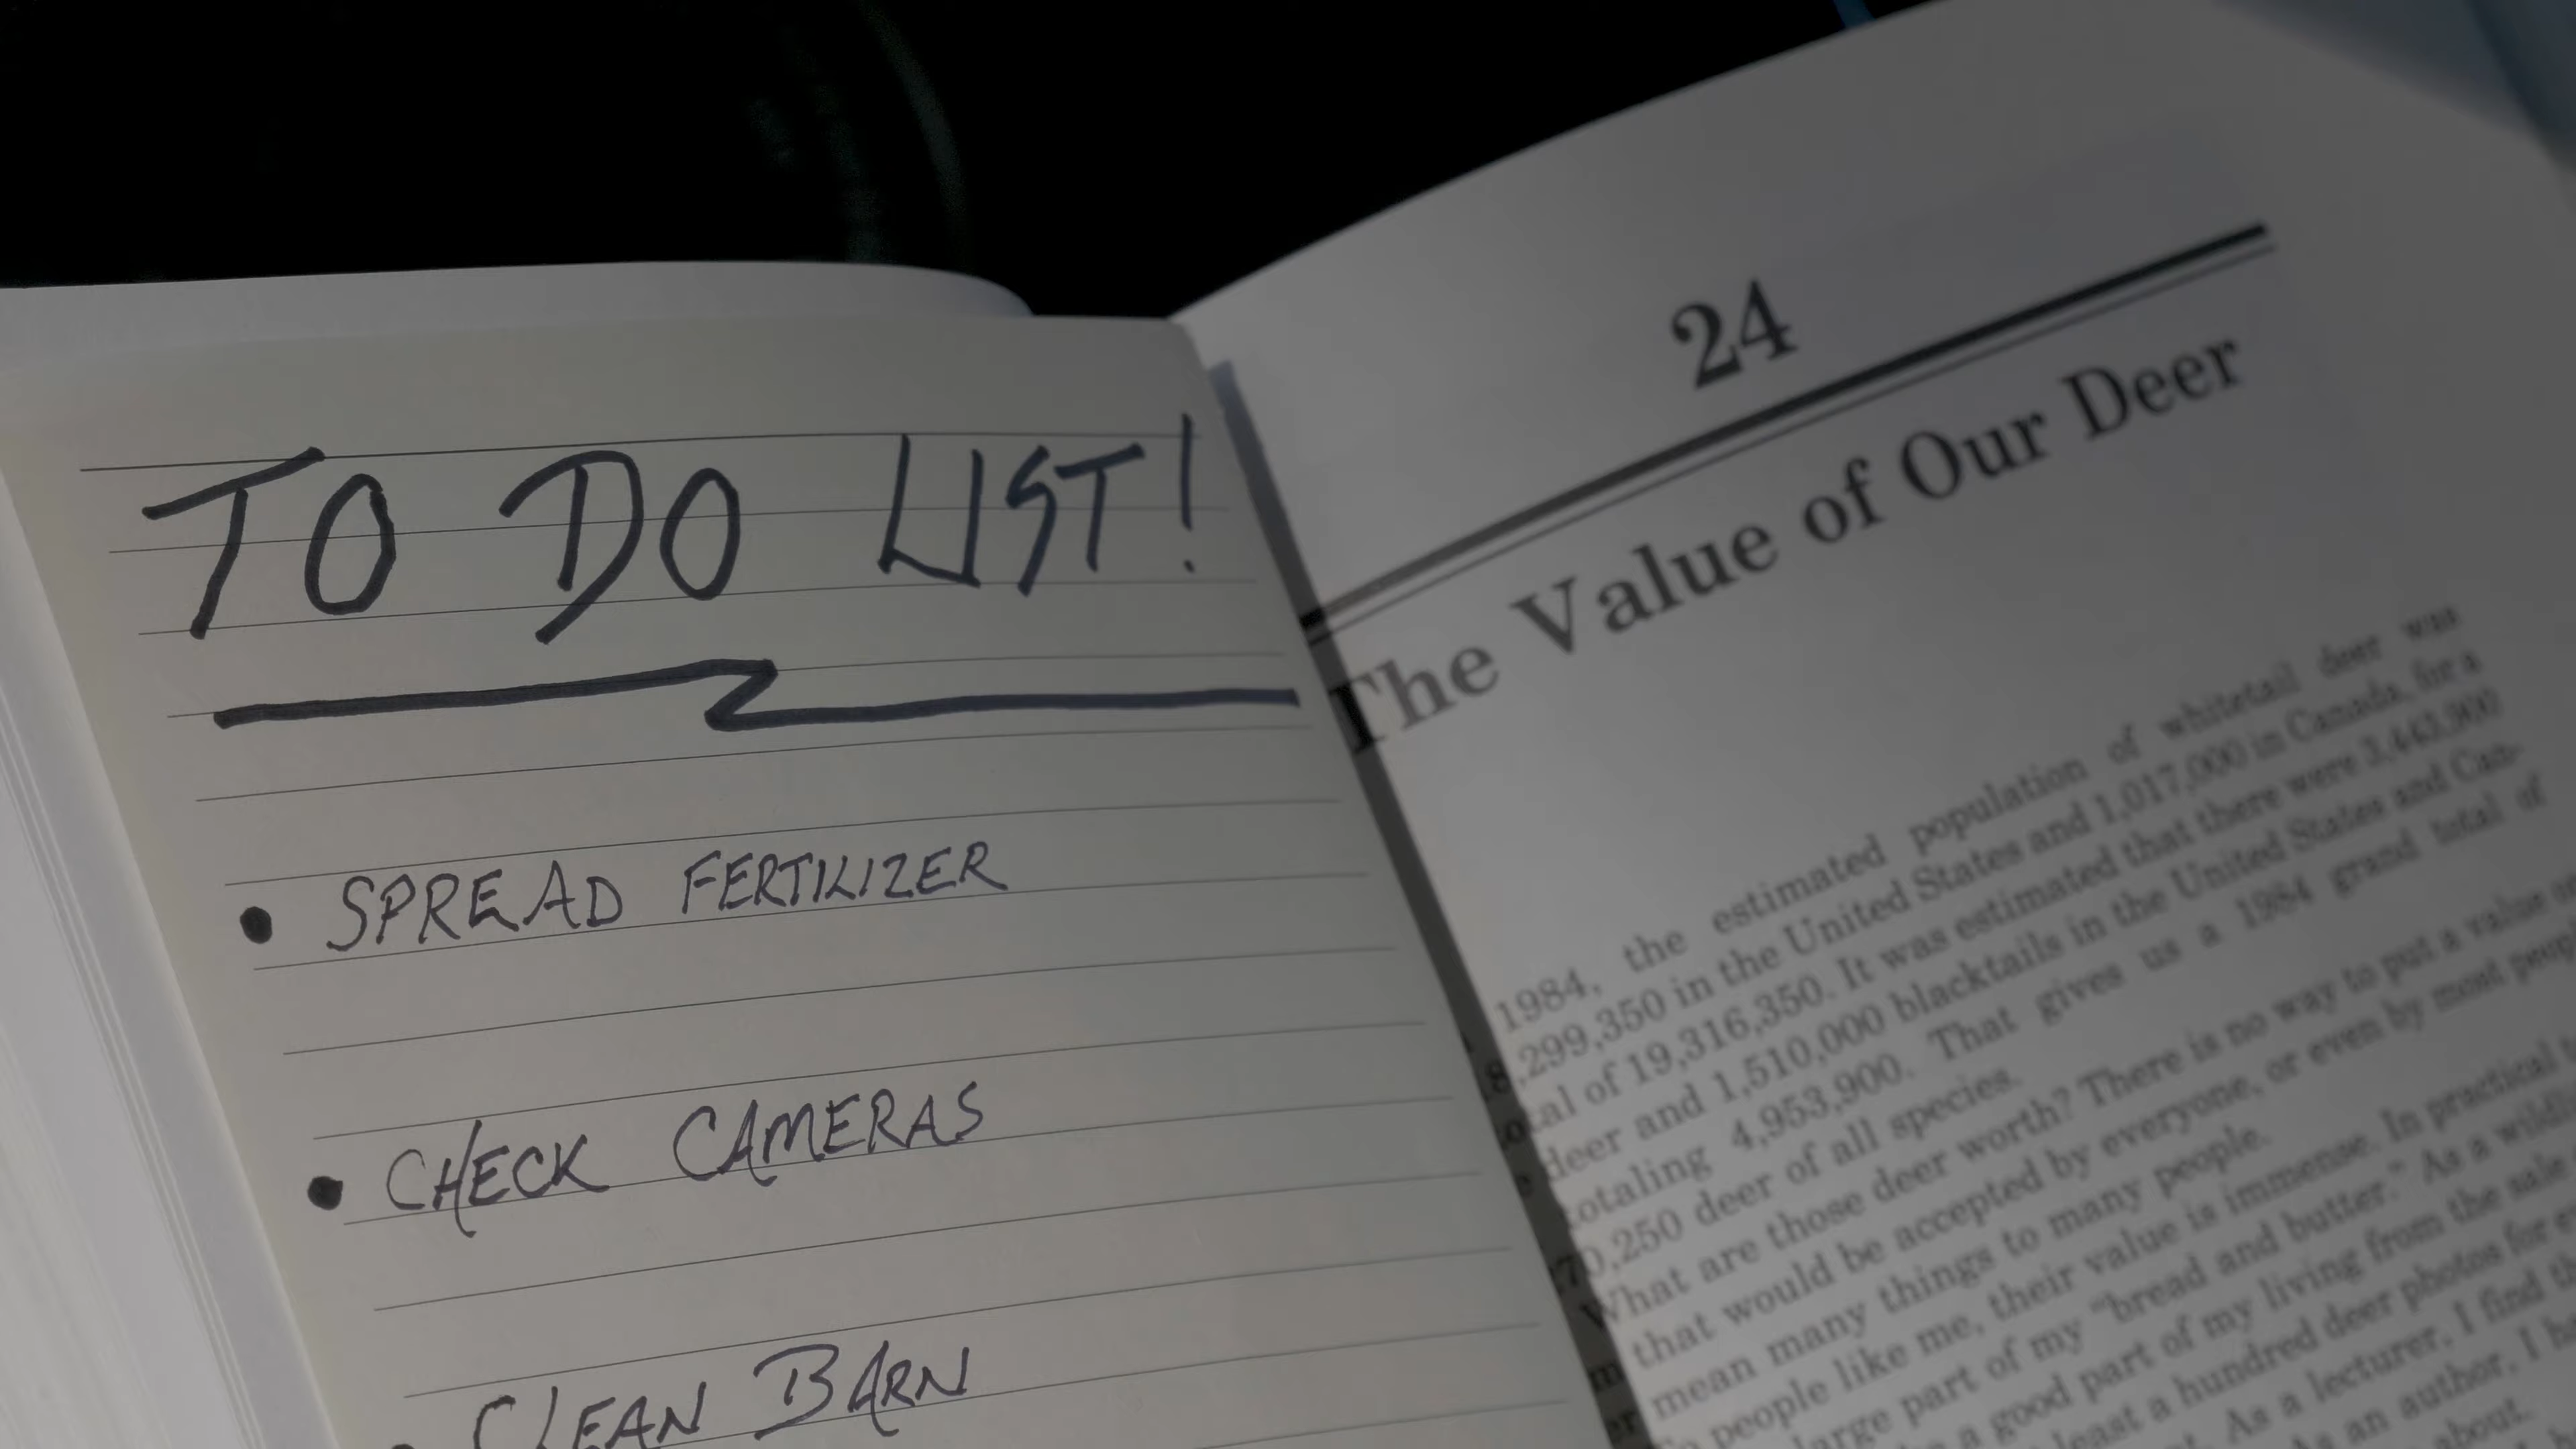 TO DO LIST!
• SPREAD FERTILIZER
• CHECK CAMERAS
• CLEAN BARN
24
The Value of Our Deer
1984, the estimated population of whitetail deer was
8,299,350 in the United States and 1,017,000 in Canada, for a
total of 19,316,350. It was estimated that there were 3,443,900
deer and 1,510,000 blacktails in the United States and Can-
totaling 4,953,900. That gives us a 1984 grand total of
70,250 deer of all species.
What are those deer worth? There is no way to put a value
that would be accepted by everyone, or even by most people
mean many things to many people.
people like me, their value is immense. In practical
large part of my "bread and butter." As a
a good part of my living from the sale
least a hundred deer photos for
As a lecturer, I find
As an author, I
about.